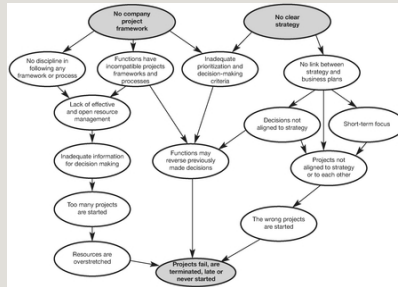 No company
project
framework
No clear
strategy
No discipline in
following any
framework or process
Functions have
incompatible projects
frameworks and
processes
Inadequate
prioritization and
decision-making
criteria
No link between
strategy and
business plans
Lack of effective
and open resource
management
Decisions not
aligned to strategy
Short-term focus
Inadequate information
for decision making
Functions may
reverse previously
made decisions
Projects not
aligned to strategy
or to each other
Too many projects
are started
The wrong projects
are started
Resources are
overstretched
Projects fail, are
terminated, late or
never started